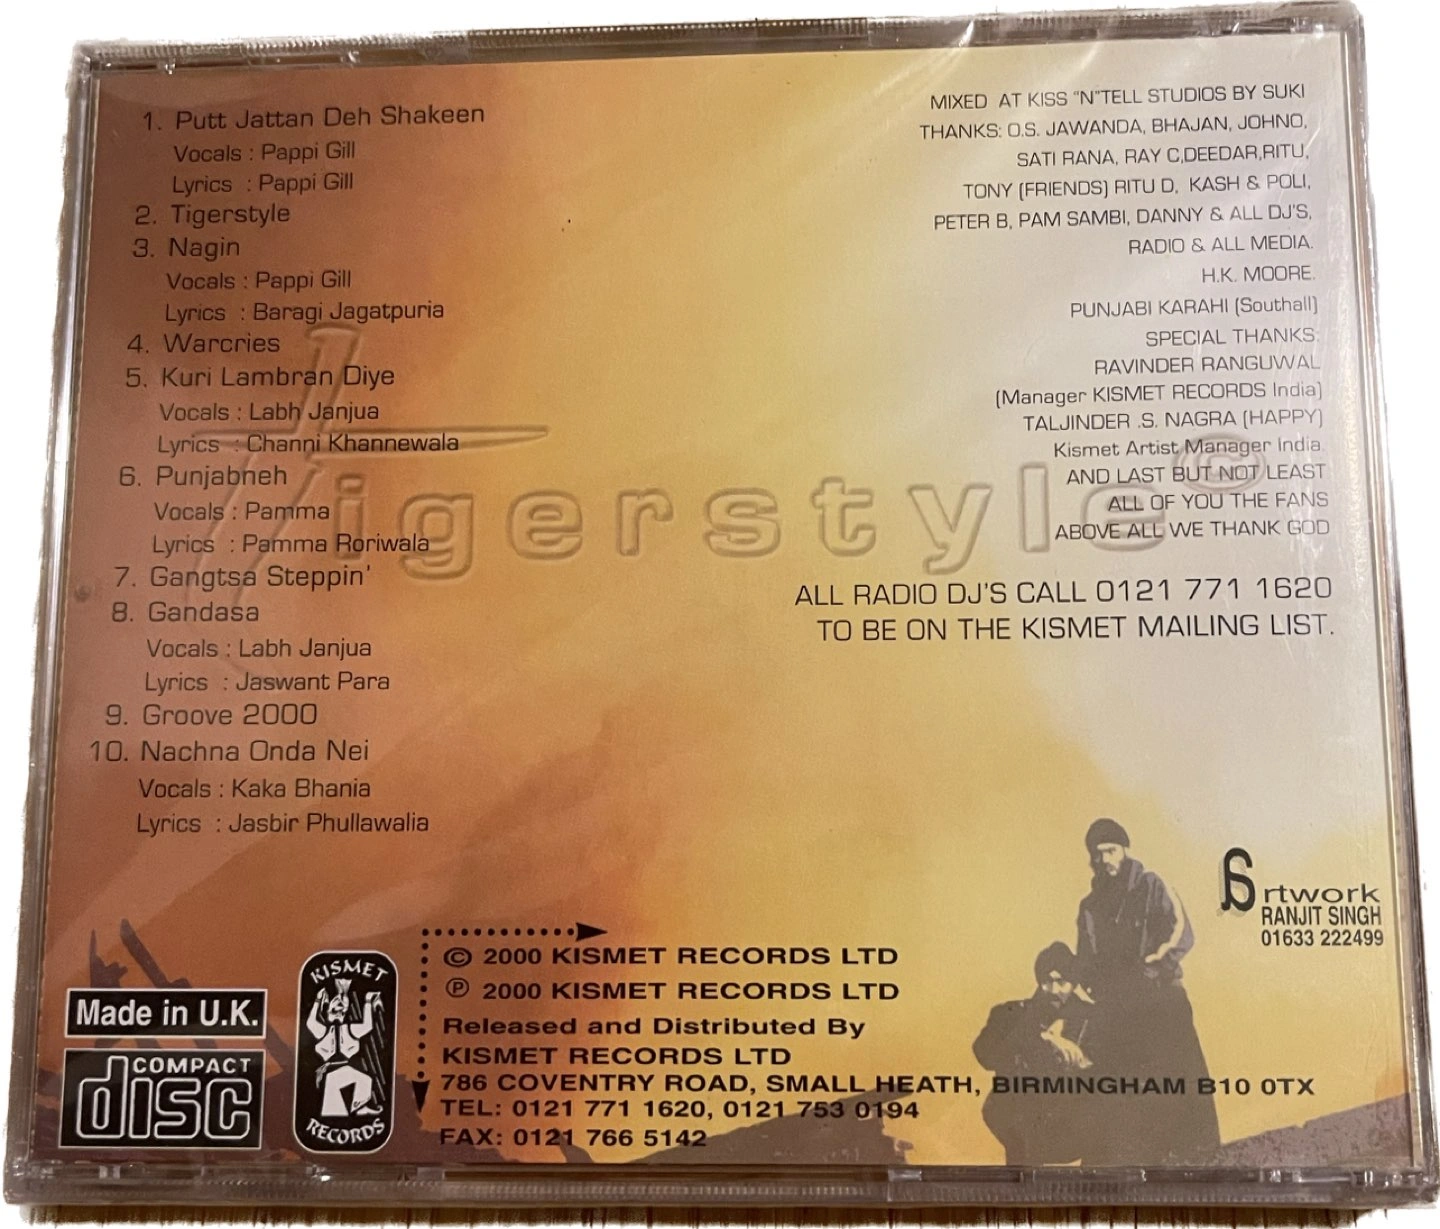 1. Putt Jattan Deh Shakeen
Vocals : Pappi Gill
Lyrics : Pappi Gill
2. Tigerstyle
3. Nagin
Vocals : Pappi Gill
Lyrics : Baragi Jagatpuria
4. Warcries
5. Kuri Lambran Diye
Vocals : Labh Janjua
Lyrics : Channi Khannewala
6. Punjabneh
Vocals : Pamma
Lyrics : Pamma Roriwala
7. Gangtsa Steppin'
8. Gandasa
Vocals : Labh Janjua
Lyrics : Jaswant Para
9. Groove 2000
10. Nachna Onda Nei
Vocals : Kaka Bhania
Lyrics : Jasbir Phullawalia
MIXED AT KISS "N"TELL STUDIOS BY SUKI
THANKS: O.S. JAWANDA, BHAJAN, JOHNO,
SATI RANA, RAY C,DEEDAR,RITU,
TONY (FRIENDS) RITU D, KASH & POLI,
PETER B, PAM SAMBI, DANNY & ALL DJ'S,
RADIO & ALL MEDIA.
H.K. MOORE.
PUNJABI KARAHI (Southall)
SPECIAL THANKS:
RAVINDER RANGUWAL
(Manager KISMET RECORDS India)
TALJINDER .S. NAGRA (HAPPY)
Kismet Artist Manager India.
AND LAST BUT NOT LEAST
ALL OF YOU THE FANS
ABOVE ALL WE THANK GOD
tigerstyle©
ALL RADIO DJ'S CALL 0121 771 1620
TO BE ON THE KISMET MAILING LIST.
artwork
RANJIT SINGH
01633 222499
Made in U.K.
COMPACT
disc
KISMET
RECORDS
© 2000 KISMET RECORDS LTD
℗ 2000 KISMET RECORDS LTD
Released and Distributed By
KISMET RECORDS LTD
786 COVENTRY ROAD, SMALL HEATH, BIRMINGHAM B10 0TX
TEL: 0121 771 1620, 0121 753 0194
FAX: 0121 766 5142